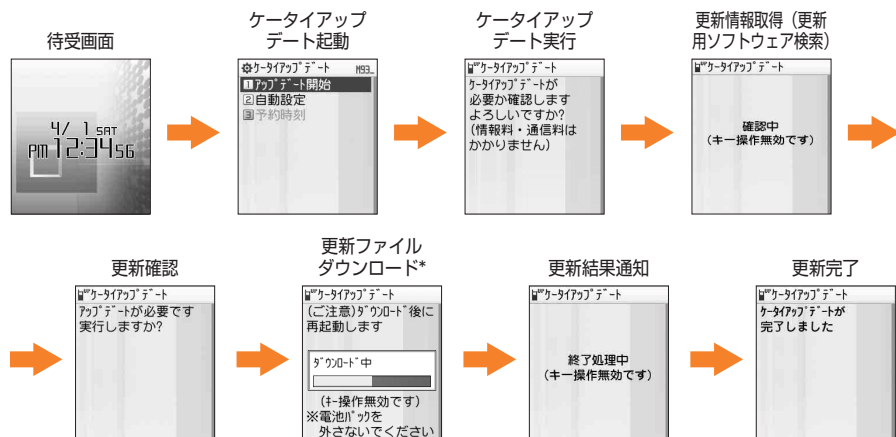 待受画面
4/ 1 SAT
PM 12:34 56
ケータイアップ
デート起動
ｹｰﾀｲｱｯﾌﾟﾃﾞｰﾄ M93_
1 ｱｯﾌﾟﾃﾞｰﾄ開始
2 自動設定
3 予約時刻
ケータイアップ
デート実行
ｹｰﾀｲｱｯﾌﾟﾃﾞｰﾄ
ｹｰﾀｲｱｯﾌﾟﾃﾞｰﾄが
必要か確認します
よろしいですか?
(情報料・通信料は
かかりません)
更新情報取得（更新
用ソフトウェア検索）
ｹｰﾀｲｱｯﾌﾟﾃﾞｰﾄ
確認中
(キー操作無効です)
更新確認
ｹｰﾀｲｱｯﾌﾟﾃﾞｰﾄ
ｱｯﾌﾟﾃﾞｰﾄが必要です
実行しますか?
更新ファイル
ダウンロード*
ｹｰﾀｲｱｯﾌﾟﾃﾞｰﾄ
(ご注意)ﾀﾞｳﾝﾛｰﾄﾞ後に
再起動します
ﾀﾞｳﾝﾛｰﾄﾞ中
(ｷｰ操作無効です)
※電池ﾊﾟｯｸを
外さないでください
更新結果通知
ｹｰﾀｲｱｯﾌﾟﾃﾞｰﾄ
終了処理中
(キー操作無効です)
更新完了
ｹｰﾀｲｱｯﾌﾟﾃﾞｰﾄ
ｹｰﾀｲｱｯﾌﾟﾃﾞｰﾄが
完了しました